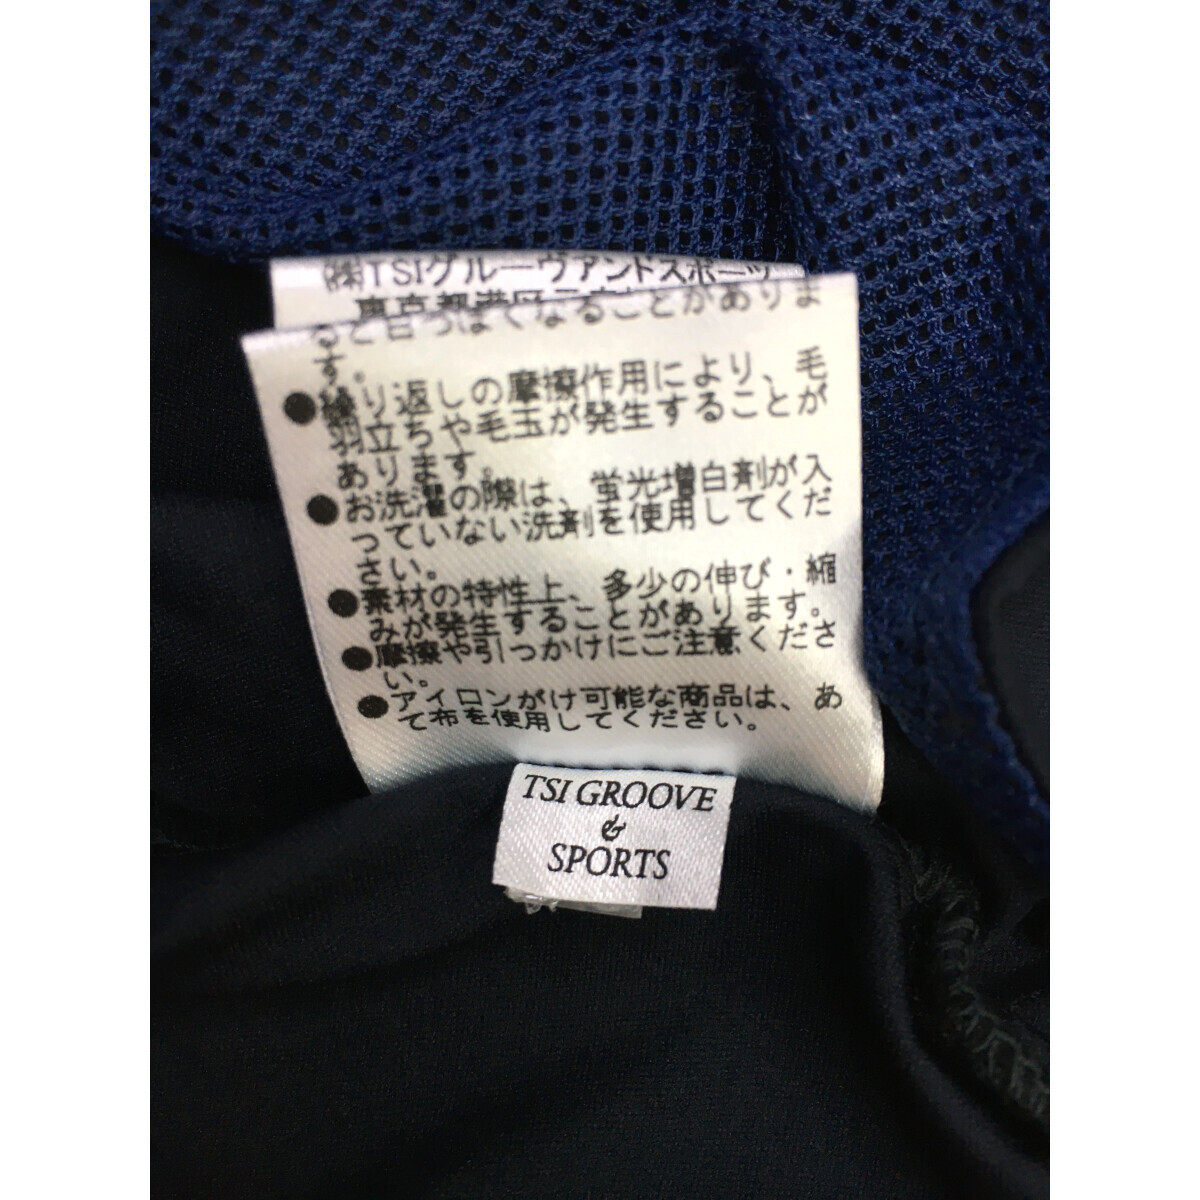 (株)TSIグルーヴアンドスポーツ
東京都港区
ると白っぽくなることがありま
す。
●繰り返しの摩擦作用により、毛
羽立ちや毛玉が発生することが
あります。
●お洗濯の際は、蛍光増白剤が入
っていない洗剤を使用してくだ
さい。
●素材の特性上、多少の伸び・縮
みが発生することがあります。
●摩擦や引っかけにご注意くださ
い。
●アイロンがけ可能な商品は、あ
て布を使用してください。
TSI GROOVE
&
SPORTS